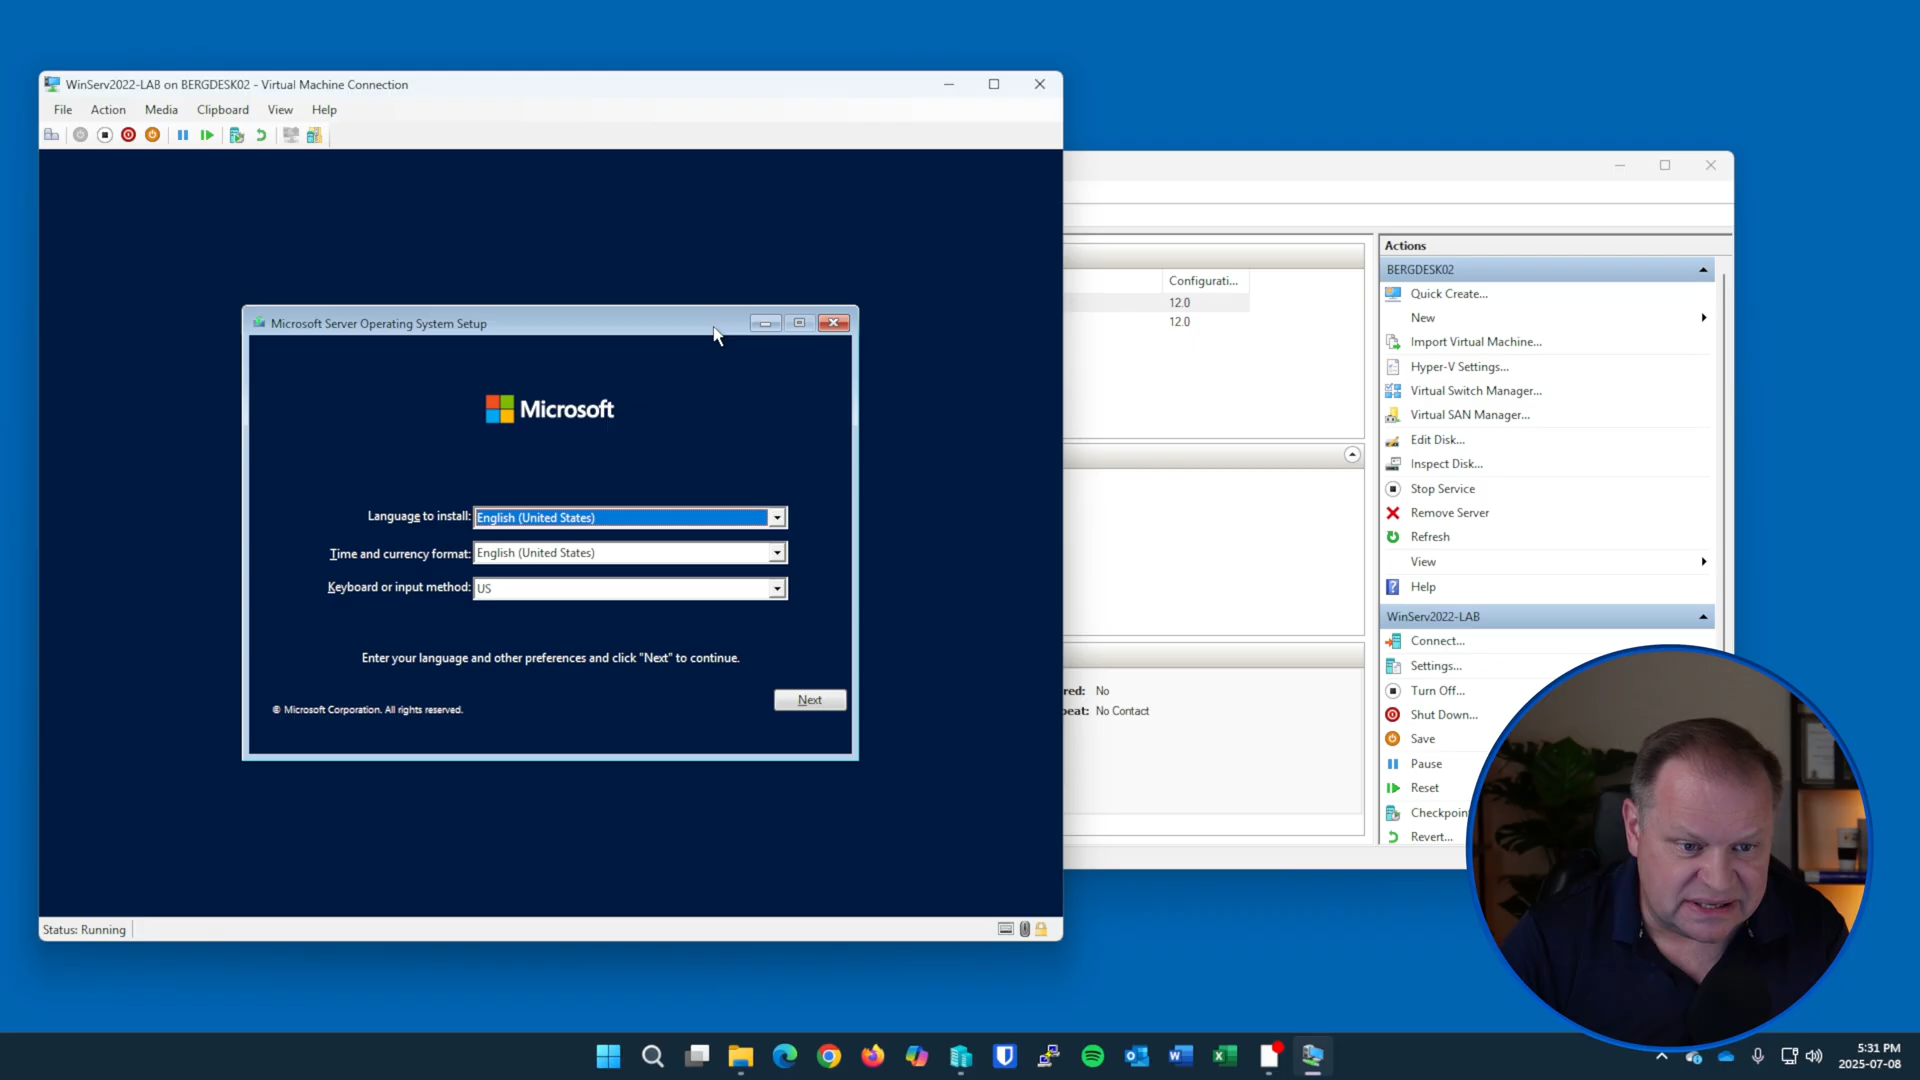 WinServ2022-LAB on BERGDESK02 - Virtual Machine Connection
File Action Media Clipboard View Help
Microsoft Server Operating System Setup
Microsoft
Language to install: English (United States)
Time and currency format: English (United States)
Keyboard or input method: US
Enter your language and other preferences and click "Next" to continue.
Next
© Microsoft Corporation. All rights reserved.
Status: Running
Configurati...
12.0
12.0
red: No
beat: No Contact
Actions
BERGDESK02
Quick Create...
New
Import Virtual Machine...
Hyper-V Settings...
Virtual Switch Manager...
Virtual SAN Manager...
Edit Disk...
Inspect Disk...
Stop Service
Remove Server
Refresh
View
Help
WinServ2022-LAB
Connect...
Settings...
Turn Off...
Shut Down...
Save
Pause
Reset
Checkpoin
Revert...
5:31 PM
2025-07-08